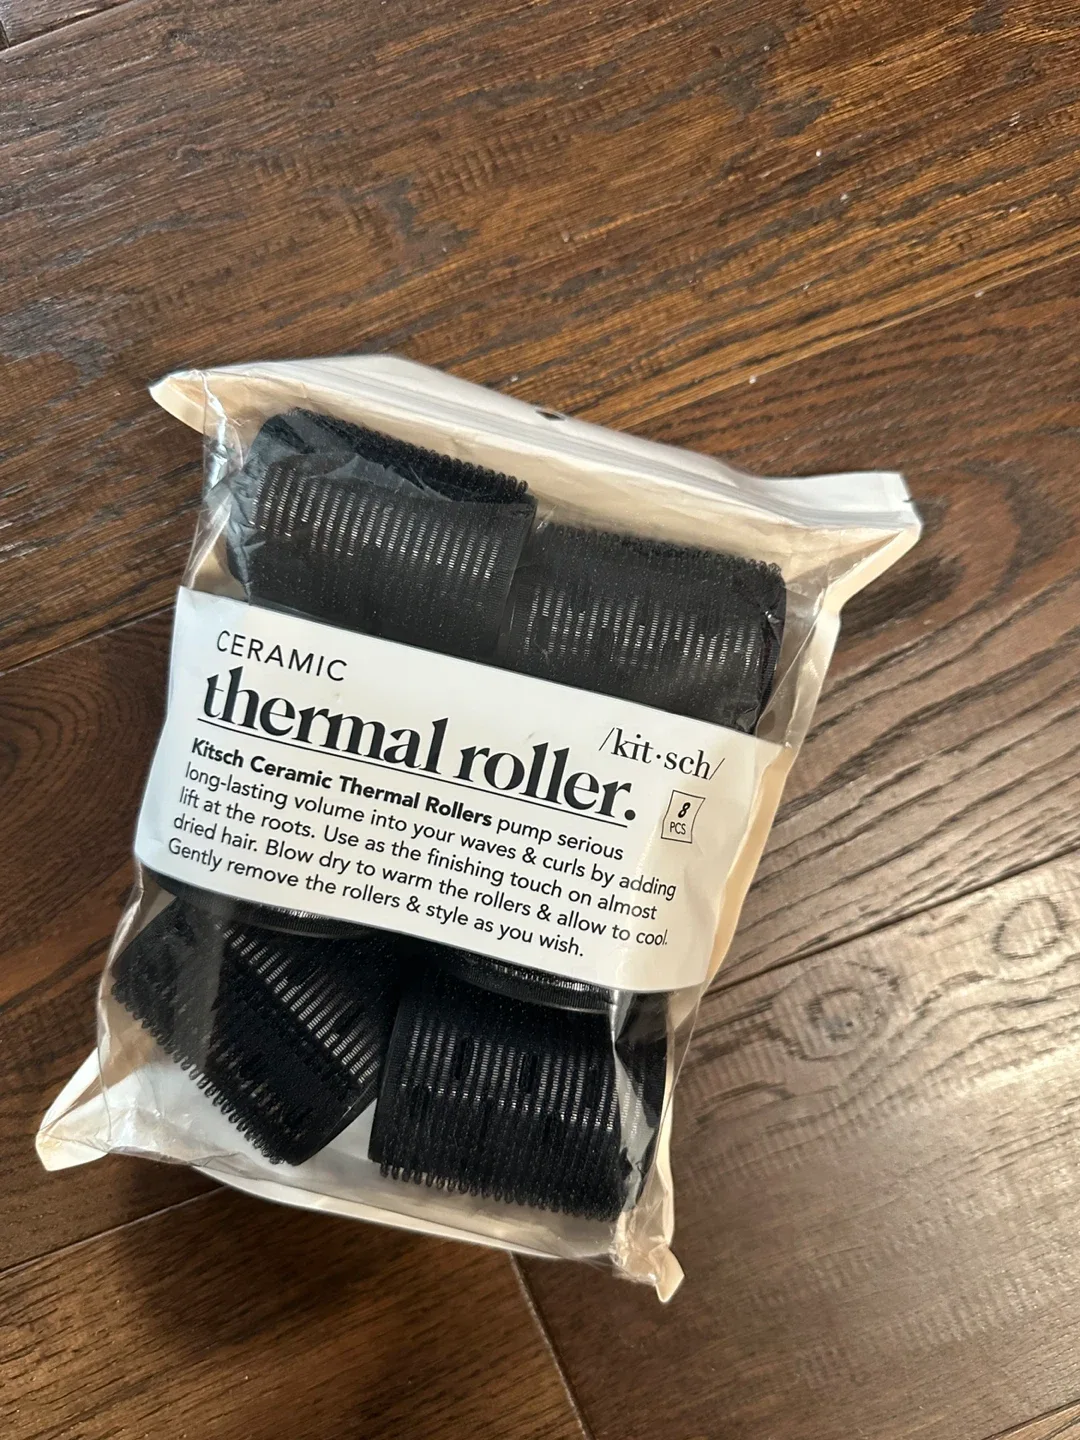 CERAMIC
thermal roller.
/kit·sch/
8
PCS
Kitsch Ceramic Thermal Rollers pump serious
long-lasting volume into your waves & curls by adding
lift at the roots. Use as the finishing touch on almost
dried hair. Blow dry to warm the rollers & allow to cool.
Gently remove the rollers & style as you wish.